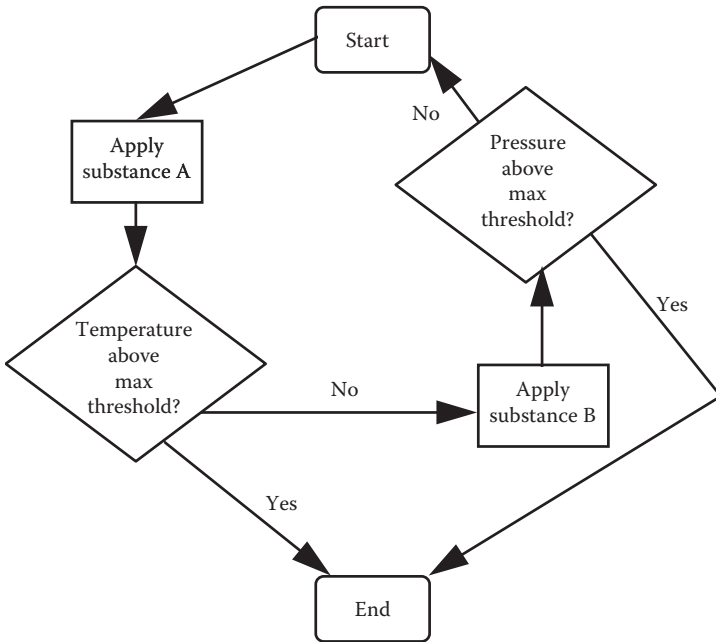 Start
Apply
substance A
Temperature
above
max
threshold?
No
Apply
substance B
Pressure
above
max
threshold?
No
Yes
Yes
End